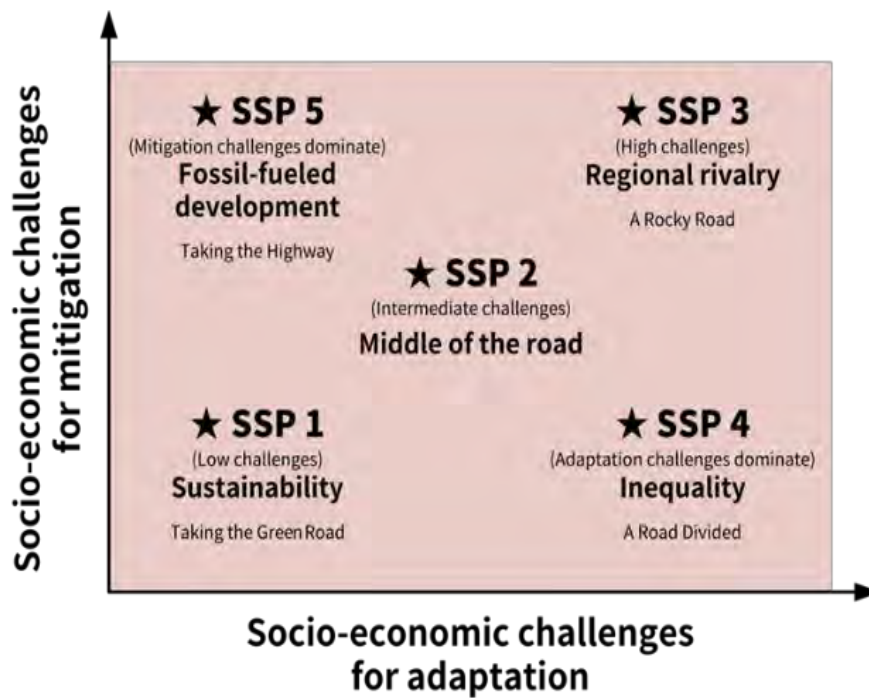 Socio-economic challenges
for mitigation
★ SSP 5
(Mitigation challenges dominate)
Fossil-fueled
development
Taking the Highway
★ SSP 3
(High challenges)
Regional rivalry
A Rocky Road
★ SSP 2
(Intermediate challenges)
Middle of the road
★ SSP 1
(Low challenges)
Sustainability
Taking the Green Road
★ SSP 4
(Adaptation challenges dominate)
Inequality
A Road Divided
Socio-economic challenges
for adaptation